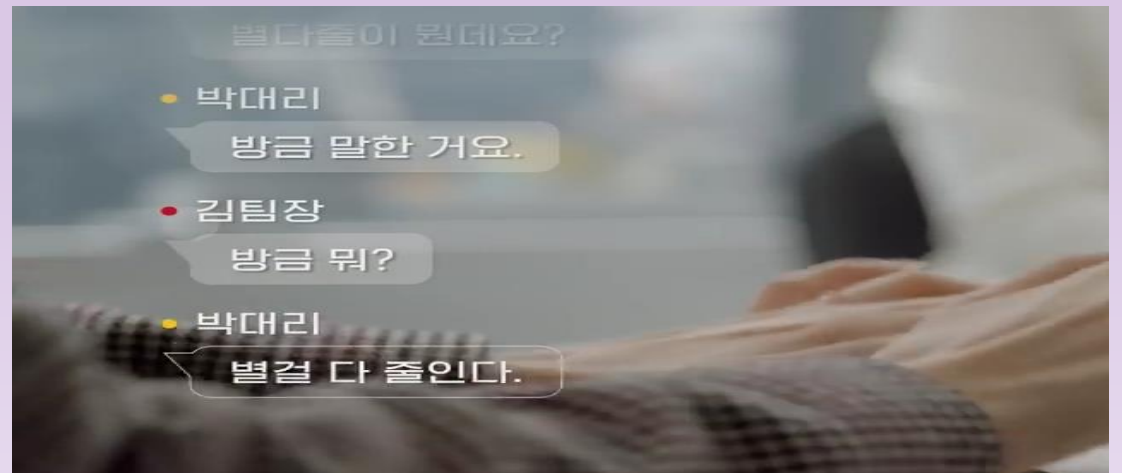 별다줄이 뭔데요?
박대리
방금 말한 거요.
김팀장
방금 뭐?
박대리
별걸 다 줄인다.